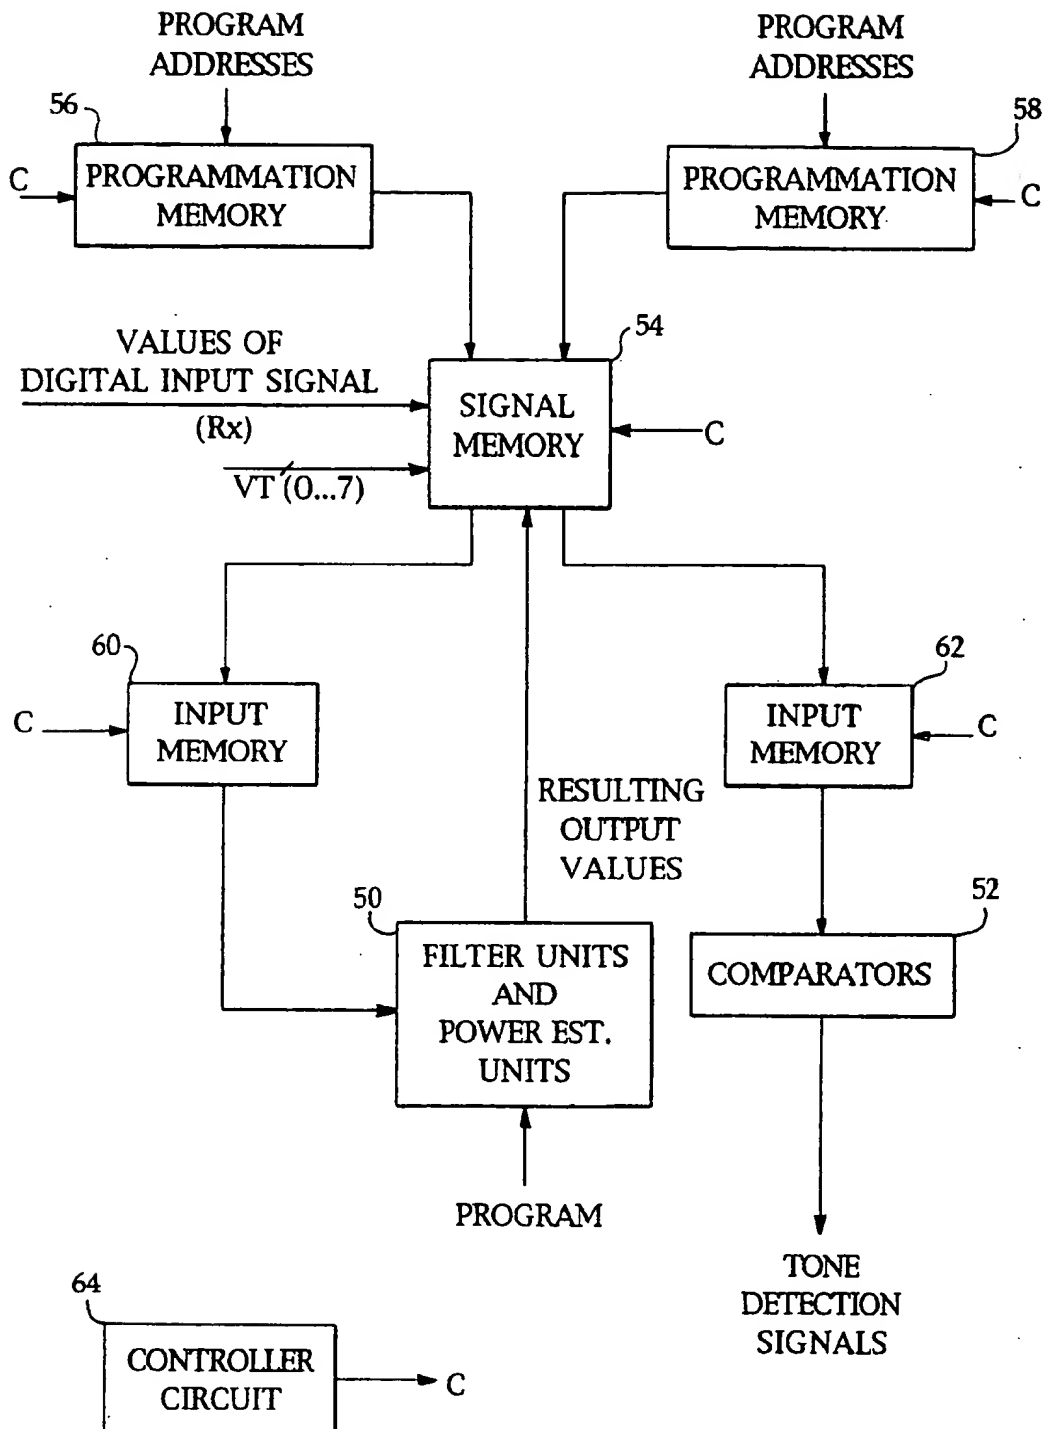 PROGRAM
ADDRESSES
PROGRAM
ADDRESSES
56
58
C
PROGRAMMATION
MEMORY
PROGRAMMATION
MEMORY
C
54
VALUES OF
DIGITAL INPUT SIGNAL
(Rx)
VT (0...7)
SIGNAL
MEMORY
C
60
62
C
INPUT
MEMORY
INPUT
MEMORY
C
RESULTING
OUTPUT
VALUES
50
52
FILTER UNITS
AND
POWER EST.
UNITS
COMPARATORS
PROGRAM
TONE
DETECTION
SIGNALS
64
CONTROLLER
CIRCUIT
C